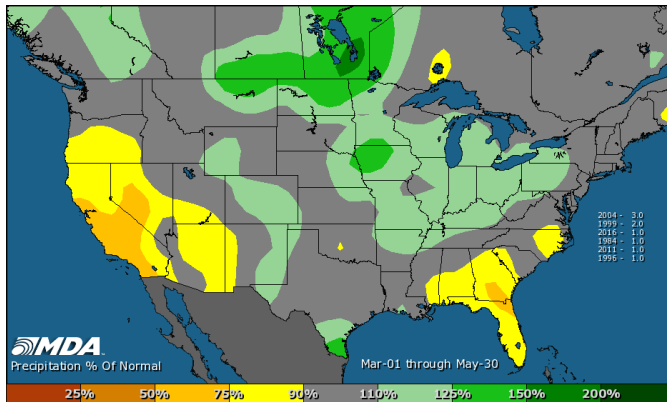 2004 - 3.0
1999 - 2.0
2016 - 1.0
1984 - 1.0
2011 - 1.0
1996 - 1.0
MDA
Precipitation % Of Normal
Mar-01 through May-30
25% 50% 75% 90% 110% 125% 150% 200%